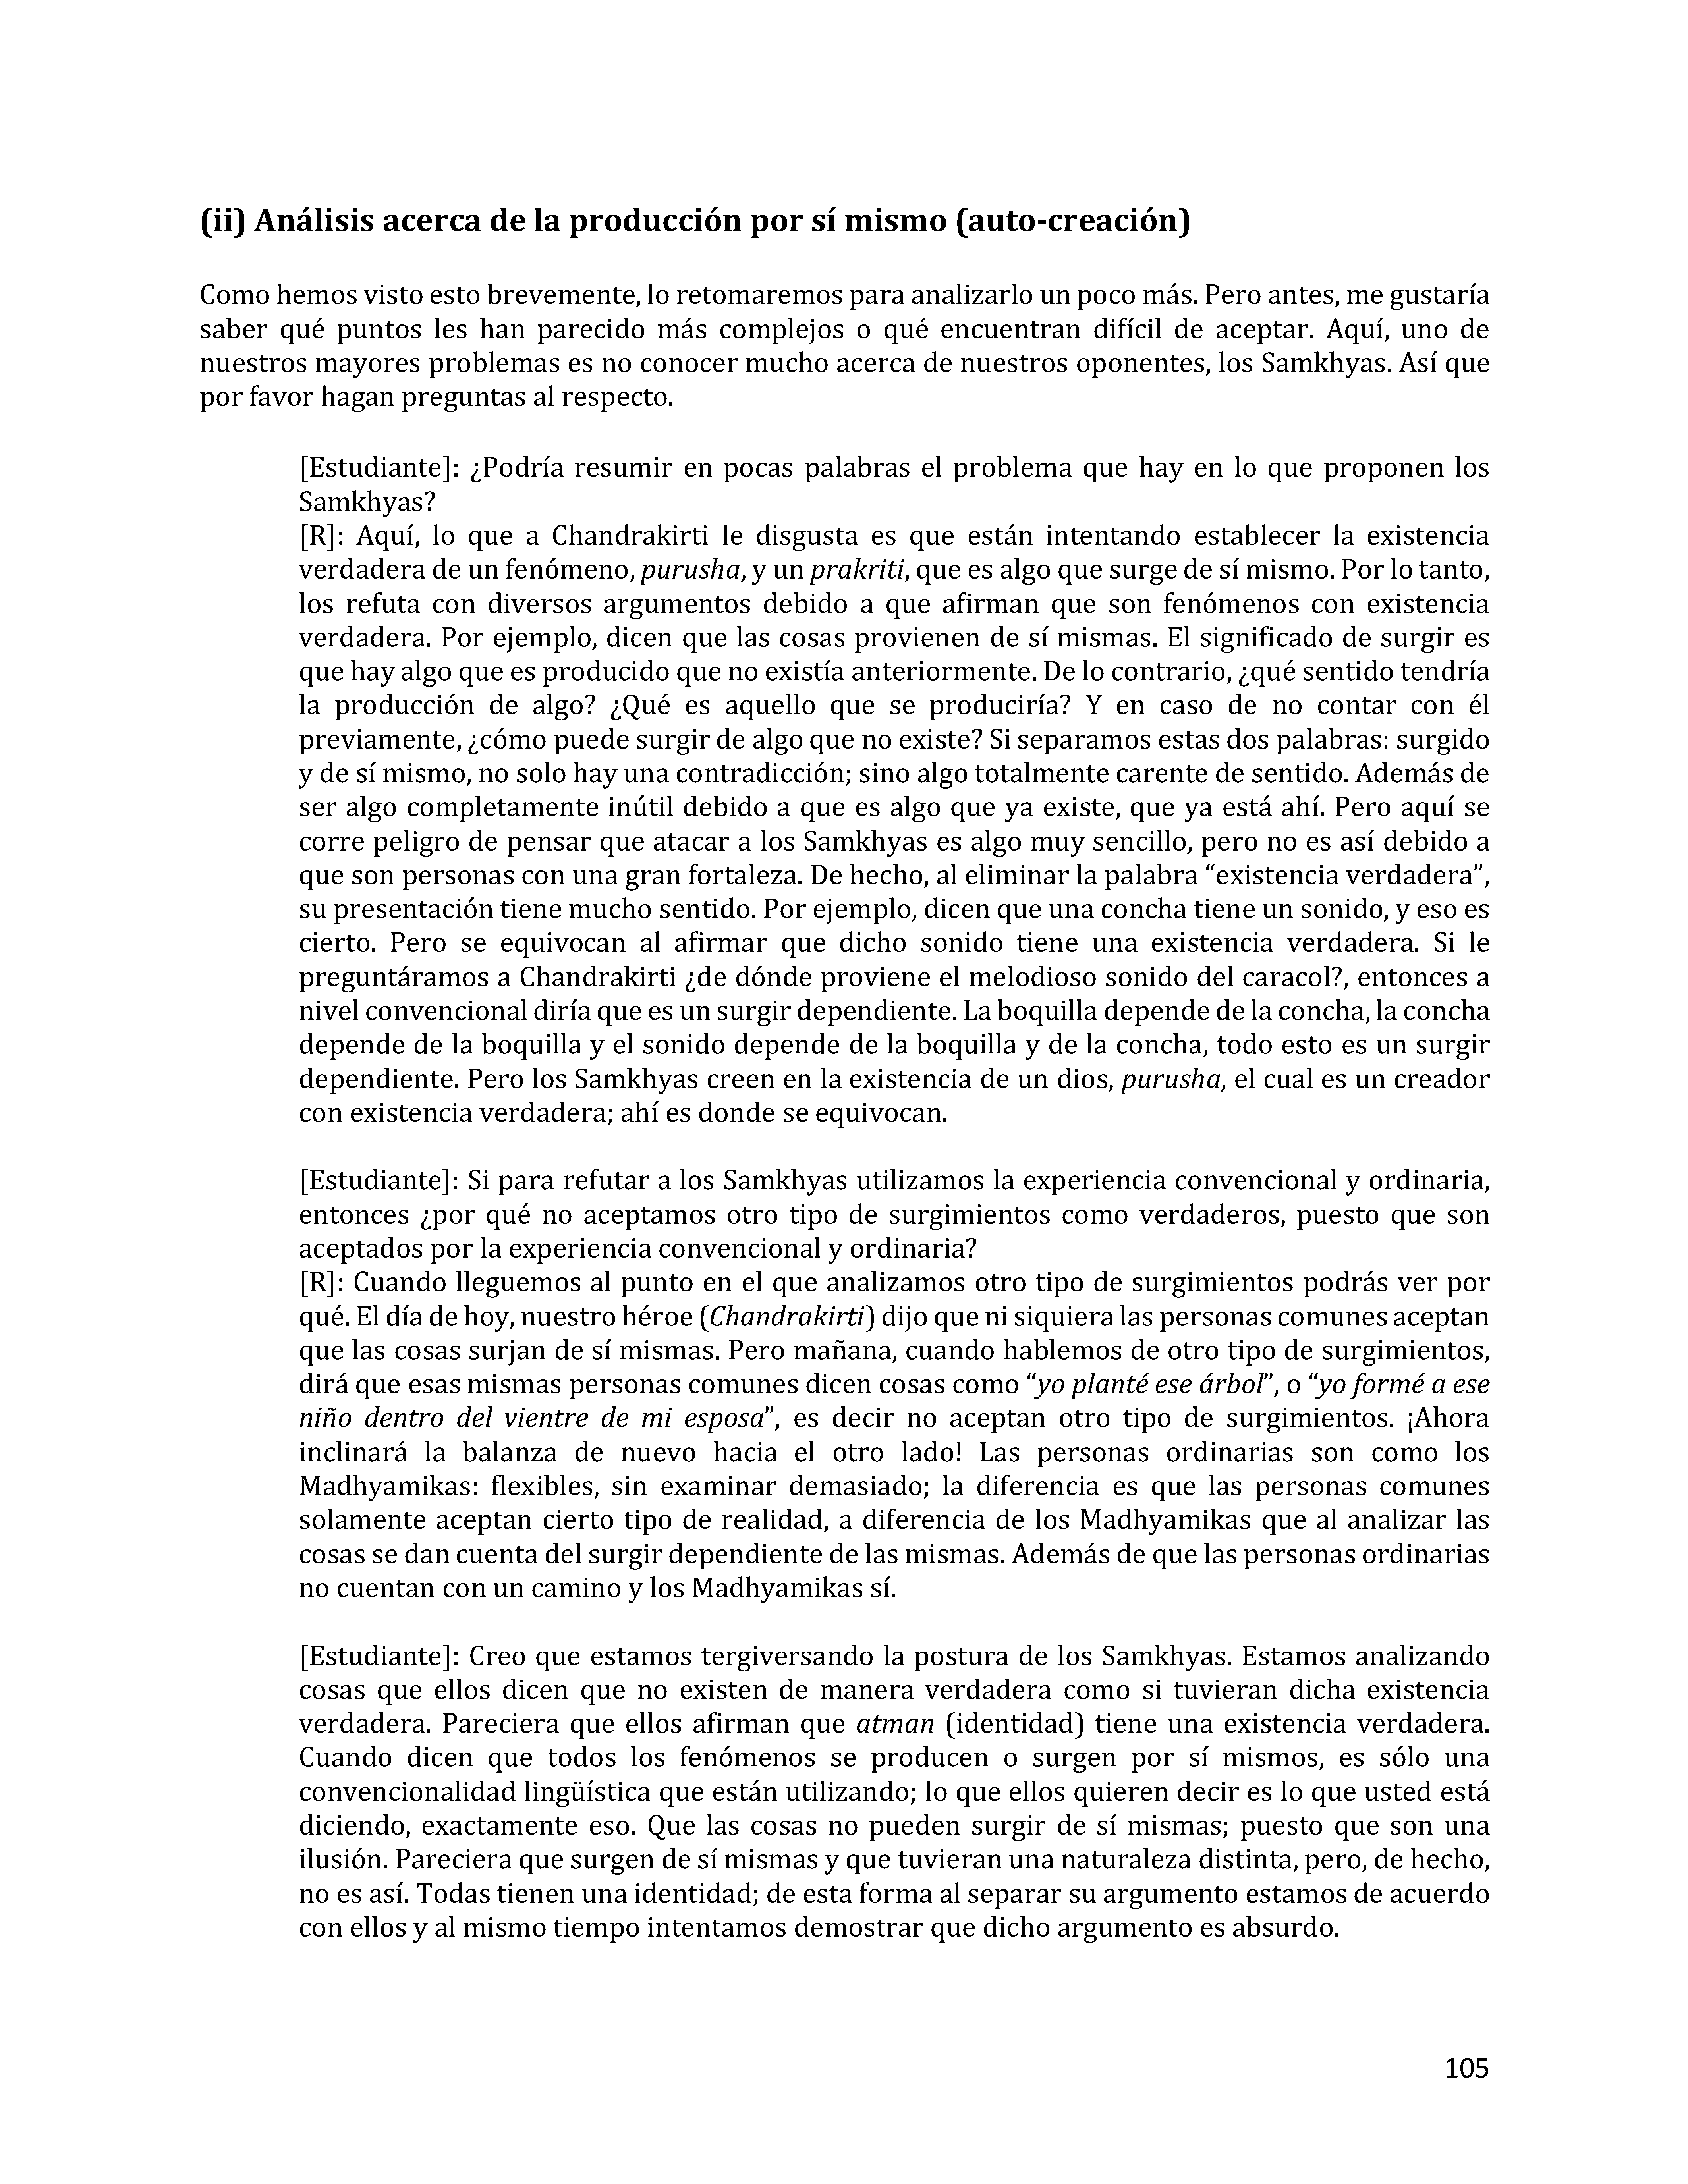 (ii) Análisis acerca de la producción por sí mismo (auto-creación)
Como hemos visto esto brevemente, lo retomaremos para analizarlo un poco más. Pero antes, me gustaría
saber qué puntos les han parecido más complejos o qué encuentran difícil de aceptar. Aquí, uno de
nuestros mayores problemas es no conocer mucho acerca de nuestros oponentes, los Samkhyas. Así que
por favor hagan preguntas al respecto.
[Estudiante]: ¿Podría resumir en pocas palabras el problema que hay en lo que proponen los
Samkhyas?
[R]: Aquí, lo que a Chandrakirti le disgusta es que están intentando establecer la existencia
verdadera de un fenómeno, purusha, y un prakriti, que es algo que surge de sí mismo. Por lo tanto,
los refuta con diversos argumentos debido a que afirman que son fenómenos con existencia
verdadera. Por ejemplo, dicen que las cosas provienen de sí mismas. El significado de surgir es
que hay algo que es producido que no existía anteriormente. De lo contrario, ¿qué sentido tendría
la producción de algo? ¿Qué es aquello que se produciría? Y en caso de no contar con él
previamente, ¿cómo puede surgir de algo que no existe? Si separamos estas dos palabras: surgido
y de sí mismo, no solo hay una contradicción; sino algo totalmente carente de sentido. Además de
ser algo completamente inútil debido a que es algo que ya existe, que ya está ahí. Pero aquí se
corre peligro de pensar que atacar a los Samkhyas es algo muy sencillo, pero no es así debido a
que son personas con una gran fortaleza. De hecho, al eliminar la palabra “existencia verdadera”,
su presentación tiene mucho sentido. Por ejemplo, dicen que una concha tiene un sonido, y eso es
cierto. Pero se equivocan al afirmar que dicho sonido tiene una existencia verdadera. Si le
preguntáramos a Chandrakirti ¿de dónde proviene el melodioso sonido del caracol?, entonces a
nivel convencional diría que es un surgir dependiente. La boquilla depende de la concha, la concha
depende de la boquilla y el sonido depende de la boquilla y de la concha, todo esto es un surgir
dependiente. Pero los Samkhyas creen en la existencia de un dios, purusha, el cual es un creador
con existencia verdadera; ahí es donde se equivocan.
[Estudiante]: Si para refutar a los Samkhyas utilizamos la experiencia convencional y ordinaria,
entonces ¿por qué no aceptamos otro tipo de surgimientos como verdaderos, puesto que son
aceptados por la experiencia convencional y ordinaria?
[R]: Cuando lleguemos al punto en el que analizamos otro tipo de surgimientos podrás ver por
qué. El día de hoy, nuestro héroe (Chandrakirti) dijo que ni siquiera las personas comunes aceptan
que las cosas surjan de sí mismas. Pero mañana, cuando hablemos de otro tipo de surgimientos,
dirá que esas mismas personas comunes dicen cosas como “yo planté ese árbol”, o “yo formé a ese
niño dentro del vientre de mi esposa”, es decir no aceptan otro tipo de surgimientos. ¡Ahora
inclinará la balanza de nuevo hacia el otro lado! Las personas ordinarias son como los
Madhyamikas: flexibles, sin examinar demasiado; la diferencia es que las personas comunes
solamente aceptan cierto tipo de realidad, a diferencia de los Madhyamikas que al analizar las
cosas se dan cuenta del surgir dependiente de las mismas. Además de que las personas ordinarias
no cuentan con un camino y los Madhyamikas sí.
[Estudiante]: Creo que estamos tergiversando la postura de los Samkhyas. Estamos analizando
cosas que ellos dicen que no existen de manera verdadera como si tuvieran dicha existencia
verdadera. Pareciera que ellos afirman que atman (identidad) tiene una existencia verdadera.
Cuando dicen que todos los fenómenos se producen o surgen por sí mismos, es sólo una
convencionalidad lingüística que están utilizando; lo que ellos quieren decir es lo que usted está
diciendo, exactamente eso. Que las cosas no pueden surgir de sí mismas; puesto que son una
ilusión. Pareciera que surgen de sí mismas y que tuvieran una naturaleza distinta, pero, de hecho,
no es así. Todas tienen una identidad; de esta forma al separar su argumento estamos de acuerdo
con ellos y al mismo tiempo intentamos demostrar que dicho argumento es absurdo.
105